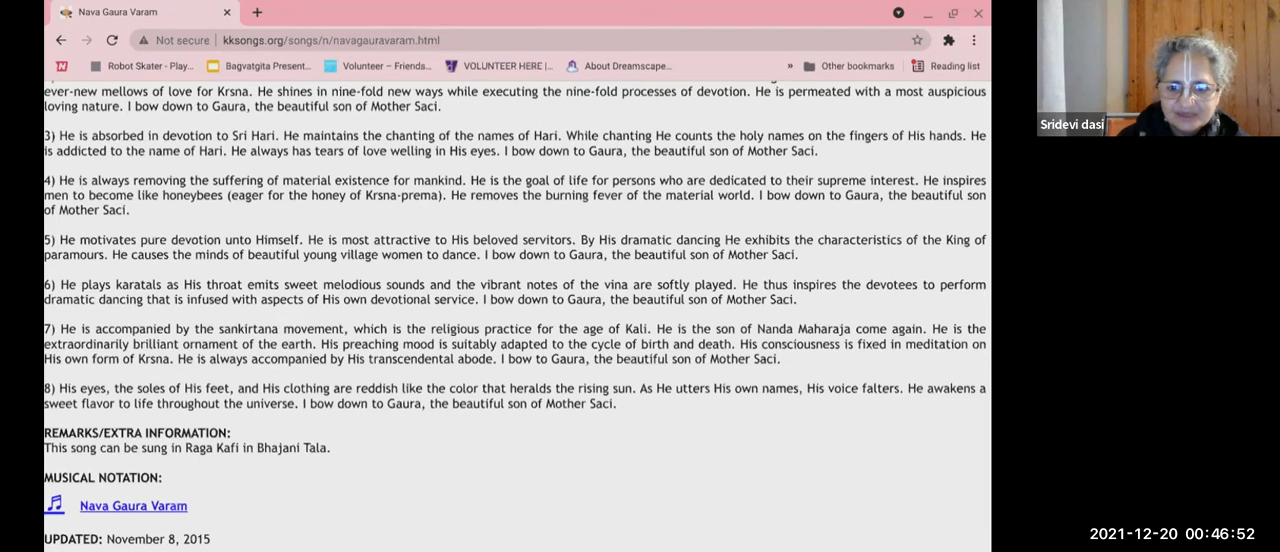 Nava Gaura Varam
Not secure | kksongs.org/songs/n/navagauravaram.html
Robot Skater - Play...
Bagvatgita Present...
Volunteer – Friends...
VOLUNTEER HERE |...
About Dreamscape...
»
Other bookmarks
Reading list
ever-new mellows of love for Krsna. He shines in nine-fold new ways while executing the nine-fold processes of devotion. He is permeated with a most auspicious
loving nature. I bow down to Gaura, the beautiful son of Mother Saci.
3) He is absorbed in devotion to Sri Hari. He maintains the chanting of the names of Hari. While chanting He counts the holy names on the fingers of His hands. He
is addicted to the name of Hari. He always has tears of love welling in His eyes. I bow down to Gaura, the beautiful son of Mother Saci.
4) He is always removing the suffering of material existence for mankind. He is the goal of life for persons who are dedicated to their supreme interest. He inspires
men to become like honeybees (eager for the honey of Krsna-prema). He removes the burning fever of the material world. I bow down to Gaura, the beautiful son
of Mother Saci.
5) He motivates pure devotion unto Himself. He is most attractive to His beloved servitors. By His dramatic dancing He exhibits the characteristics of the King of
paramours. He causes the minds of beautiful young village women to dance. I bow down to Gaura, the beautiful son of Mother Saci.
6) He plays karatals as His throat emits sweet melodious sounds and the vibrant notes of the vina are softly played. He thus inspires the devotees to perform
dramatic dancing that is infused with aspects of His own devotional service. I bow down to Gaura, the beautiful son of Mother Saci.
7) He is accompanied by the sankirtana movement, which is the religious practice for the age of Kali. He is the son of Nanda Maharaja come again. He is the
extraordinarily brilliant ornament of the earth. His preaching mood is suitably adapted to the cycle of birth and death. His consciousness is fixed in meditation on
His own form of Krsna. He is always accompanied by His transcendental abode. I bow to Gaura, the beautiful son of Mother Saci.
8) His eyes, the soles of His feet, and His clothing are reddish like the color that heralds the rising sun. As He utters His own names, His voice falters. He awakens a
sweet flavor to life throughout the universe. I bow down to Gaura, the beautiful son of Mother Saci.
REMARKS/EXTRA INFORMATION:
This song can be sung in Raga Kafi in Bhajani Tala.
MUSICAL NOTATION:
Nava Gaura Varam
UPDATED: November 8, 2015
Sridevi dasi
2021-12-20 00:46:52